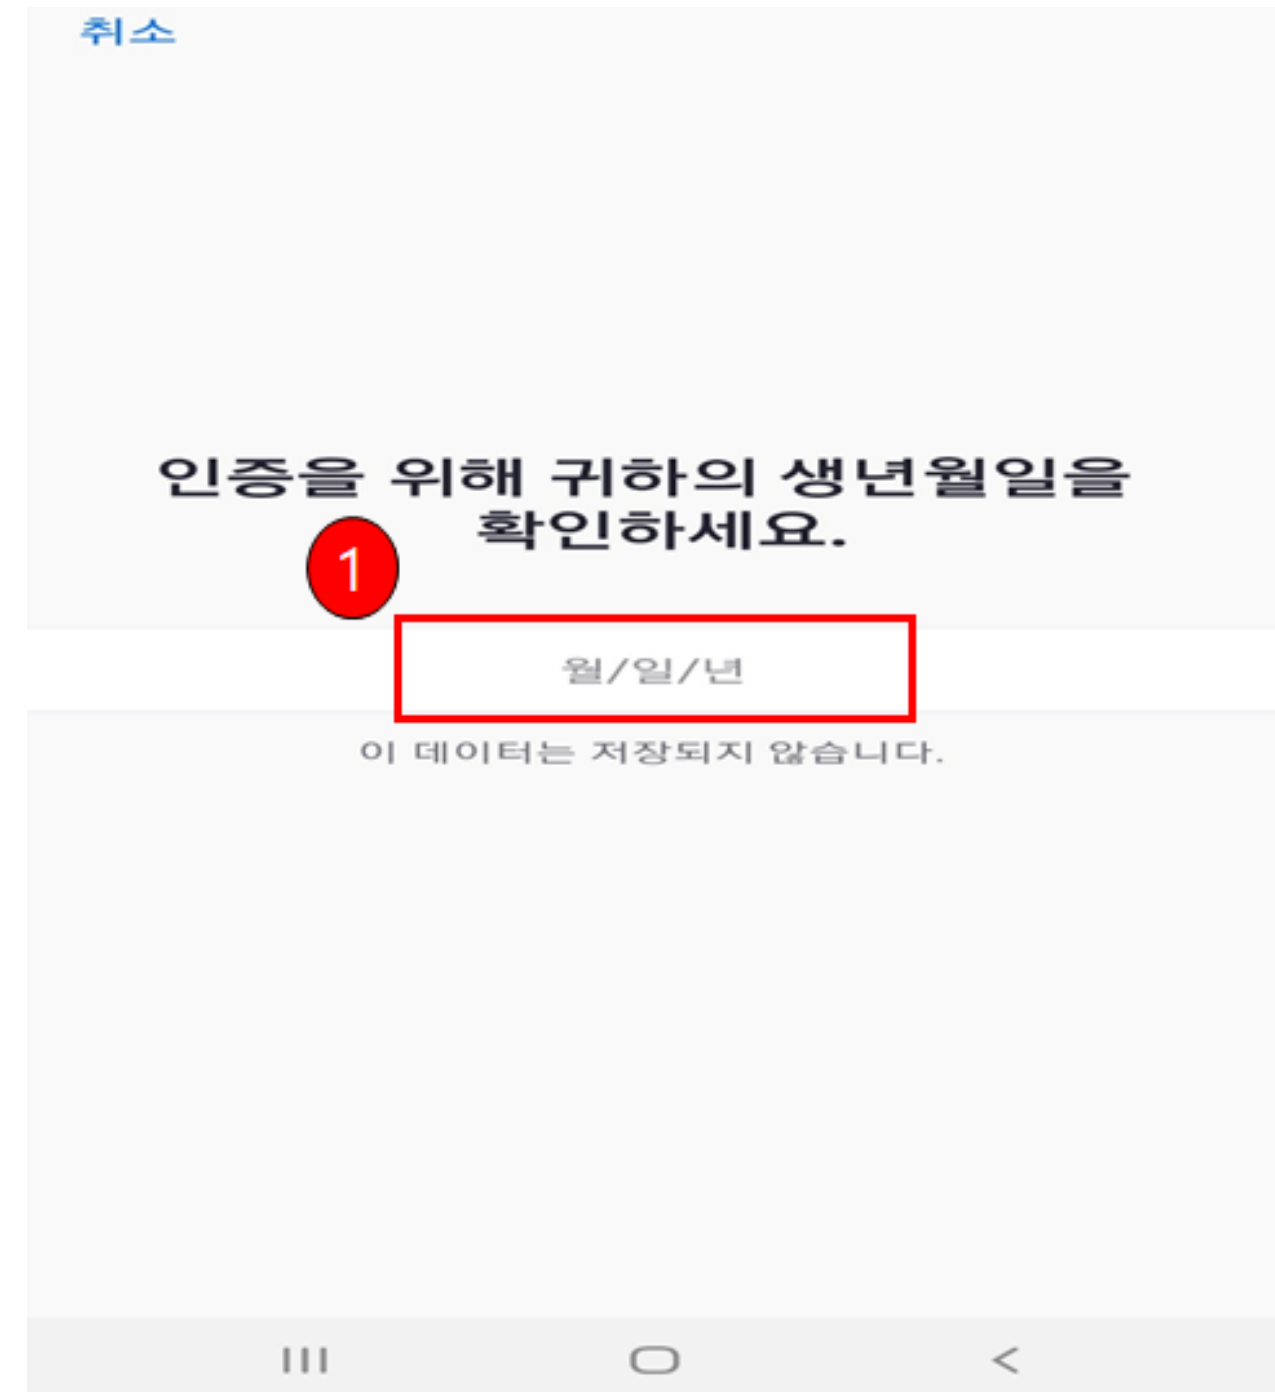 취소
인증을 위해 귀하의 생년월일을
확인하세요.
1
월/일/년
이 데이터는 저장되지 않습니다.